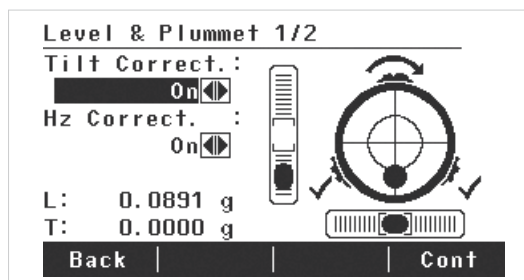 Level & Plummet 1/2
Tilt Correct.:
On
Hz Correct. :
On
L: 0.0891 g
T: 0.0000 g
Back Cont